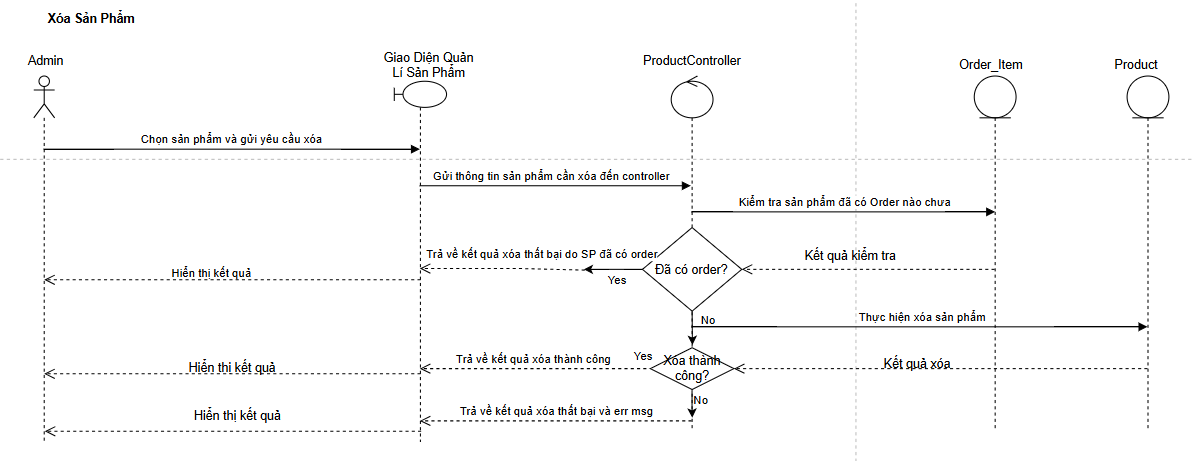 Xóa Sản Phẩm
Admin
Giao Diện Quản
Lí Sản Phẩm
ProductController
Order_Item
Product
Chọn sản phẩm và gửi yêu cầu xóa
Gửi thông tin sản phẩm cần xóa đến controller
Kiểm tra sản phẩm đã có Order nào chưa
Trả về kết quả xóa thất bại do SP đã có order
Đã có order?
Kết quả kiểm tra
Hiển thị kết quả
Yes
No
Thực hiện xóa sản phẩm
Trả về kết quả xóa thành công
Yes
Xóa thành
công?
Kết quả xóa
Hiển thị kết quả
No
Trả về kết quả xóa thất bại và err msg
Hiển thị kết quả